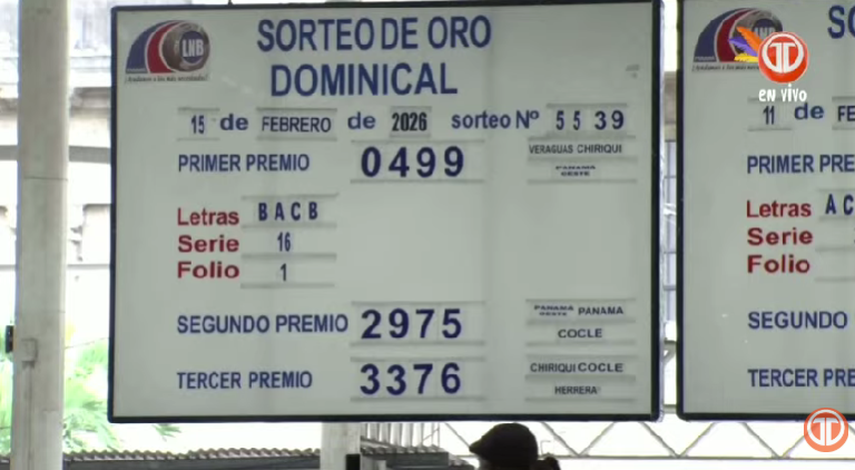 LNB
SORTEO DE ORO
DOMINICAL
15 de FEBRERO de 2026 sorteo Nº 5539
PRIMER PREMIO 0499 VERAGUAS CHIRIQUI
PANAMA OESTE
Letras BACB
Serie 16
Folio 1
SEGUNDO PREMIO 2975 PANAMA OESTE PANAMA
COCLE
TERCER PREMIO 3376 CHIRIQUI COCLE
HERRERA
en vivo
SO
11 de FE
PRIMER PRE
Letras AC
Serie
Folio
SEGUNDO
TERCER PRE